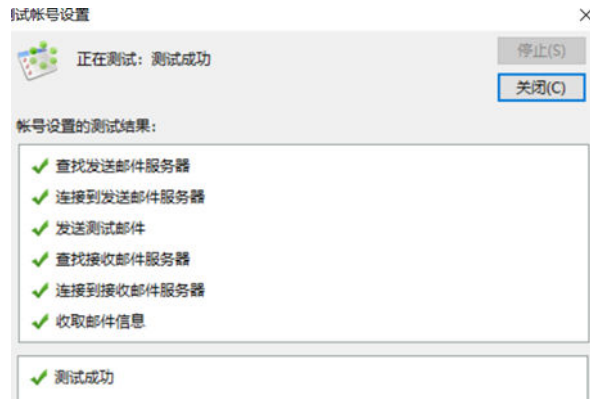 试帐号设置
正在测试：测试成功
停止(S)
关闭(C)
帐号设置的测试结果：
查找发送邮件服务器
连接到发送邮件服务器
发送测试邮件
查找接收邮件服务器
连接到接收邮件服务器
收取邮件信息
测试成功